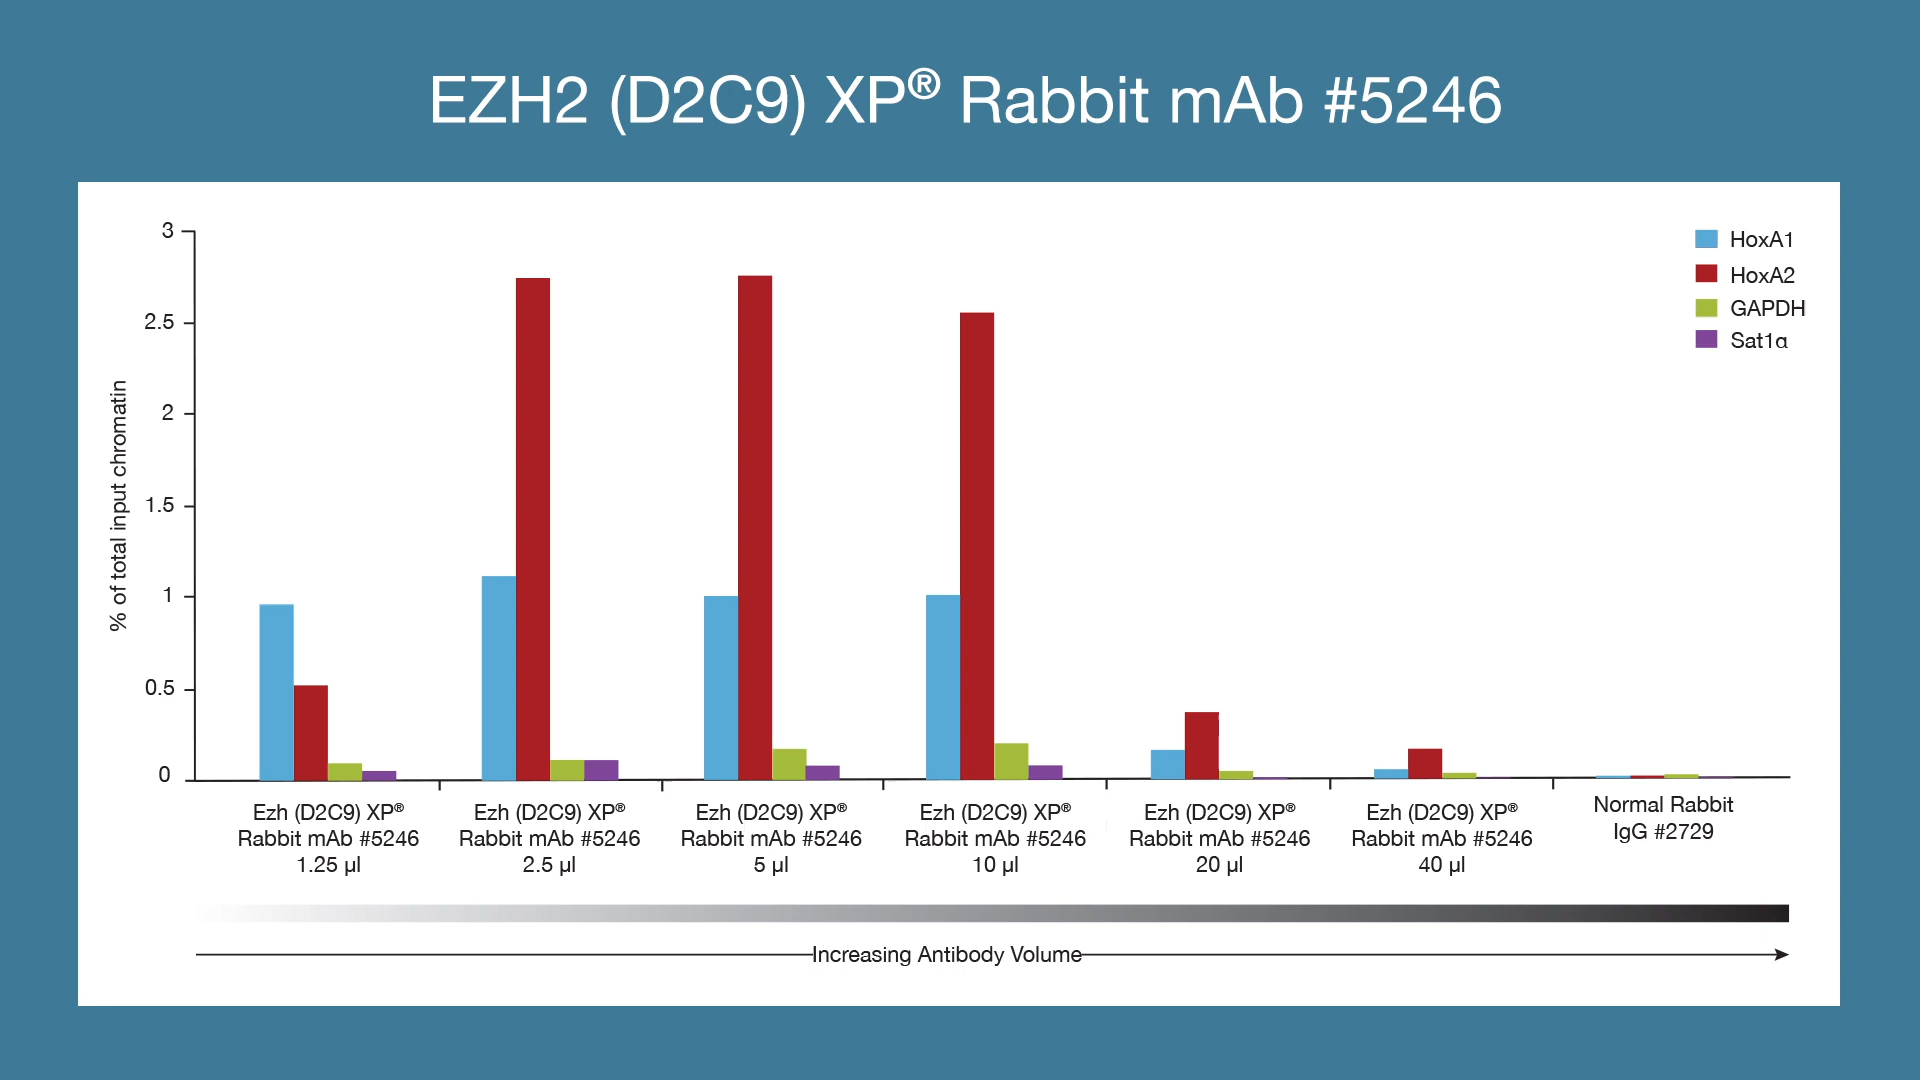 EZH2 (D2C9) XP® Rabbit mAb #5246
3
2.5
2
1.5
1
0.5
0
% of total input chromatin
HoxA1
HoxA2
GAPDH
Sat1α
Ezh (D2C9) XP®
Rabbit mAb #5246
1.25 µl
Ezh (D2C9) XP®
Rabbit mAb #5246
2.5 µl
Ezh (D2C9) XP®
Rabbit mAb #5246
5 µl
Ezh (D2C9) XP®
Rabbit mAb #5246
10 µl
Ezh (D2C9) XP®
Rabbit mAb #5246
20 µl
Ezh (D2C9) XP®
Rabbit mAb #5246
40 µl
Normal Rabbit
IgG #2729
Increasing Antibody Volume